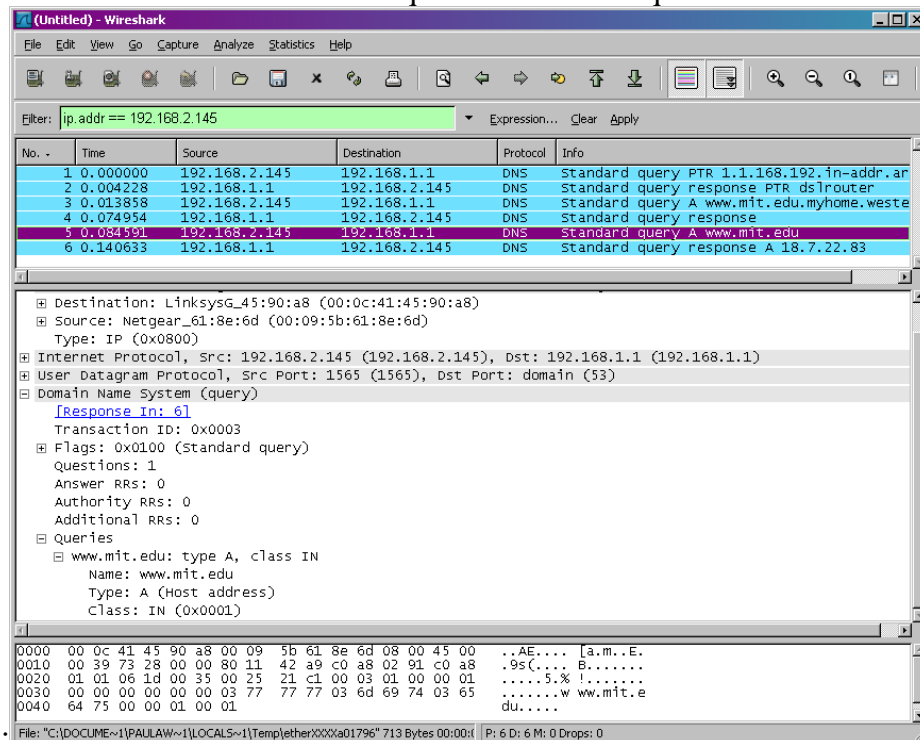 (Untitled) - Wireshark
File Edit View Go Capture Analyze Statistics Help
Filter: ip.addr == 192.168.2.145 Expression... Clear Apply
No. - Time Source Destination Protocol Info
1 0.000000 192.168.2.145 192.168.1.1 DNS Standard query PTR 1.1.168.192.in-addr.ar
2 0.004228 192.168.1.1 192.168.2.145 DNS Standard query response PTR dslrouter
3 0.013858 192.168.2.145 192.168.1.1 DNS Standard query A www.mit.edu.myhome.weste
4 0.074954 192.168.1.1 192.168.2.145 DNS Standard query response
5 0.084591 192.168.2.145 192.168.1.1 DNS Standard query A www.mit.edu
6 0.140633 192.168.1.1 192.168.2.145 DNS Standard query response A 18.7.22.83
Destination: LinksysG_45:90:a8 (00:0c:41:45:90:a8)
Source: Netgear_61:8e:6d (00:09:5b:61:8e:6d)
Type: IP (0x0800)
Internet Protocol, Src: 192.168.2.145 (192.168.2.145), Dst: 192.168.1.1 (192.168.1.1)
User Datagram Protocol, Src Port: 1565 (1565), Dst Port: domain (53)
Domain Name System (query)
[Response In: 6]
Transaction ID: 0x0003
Flags: 0x0100 (Standard query)
Questions: 1
Answer RRs: 0
Authority RRs: 0
Additional RRs: 0
Queries
www.mit.edu: type A, class IN
Name: www.mit.edu
Type: A (Host address)
Class: IN (0x0001)
0000 00 0c 41 45 90 a8 00 09 5b 61 8e 6d 08 00 45 00 ..AE.... [a.m..E.
0010 00 39 73 28 00 00 80 11 42 a9 c0 a8 02 91 c0 a8 .9s(.... B.......
0020 01 01 06 1d 00 35 00 25 21 c1 00 03 01 00 00 01 .....5.% !.......
0030 00 00 00 00 00 00 03 77 77 77 03 6d 69 74 03 65 .......w ww.mit.e
0040 64 75 00 00 01 00 01 du.....
File: "C:\DOCUME~1\PAULAW~1\LOCALS~1\Temp\etherXXXXa01796" 713 Bytes 00:00:( P: 6 D: 6 M: 0 Drops: 0